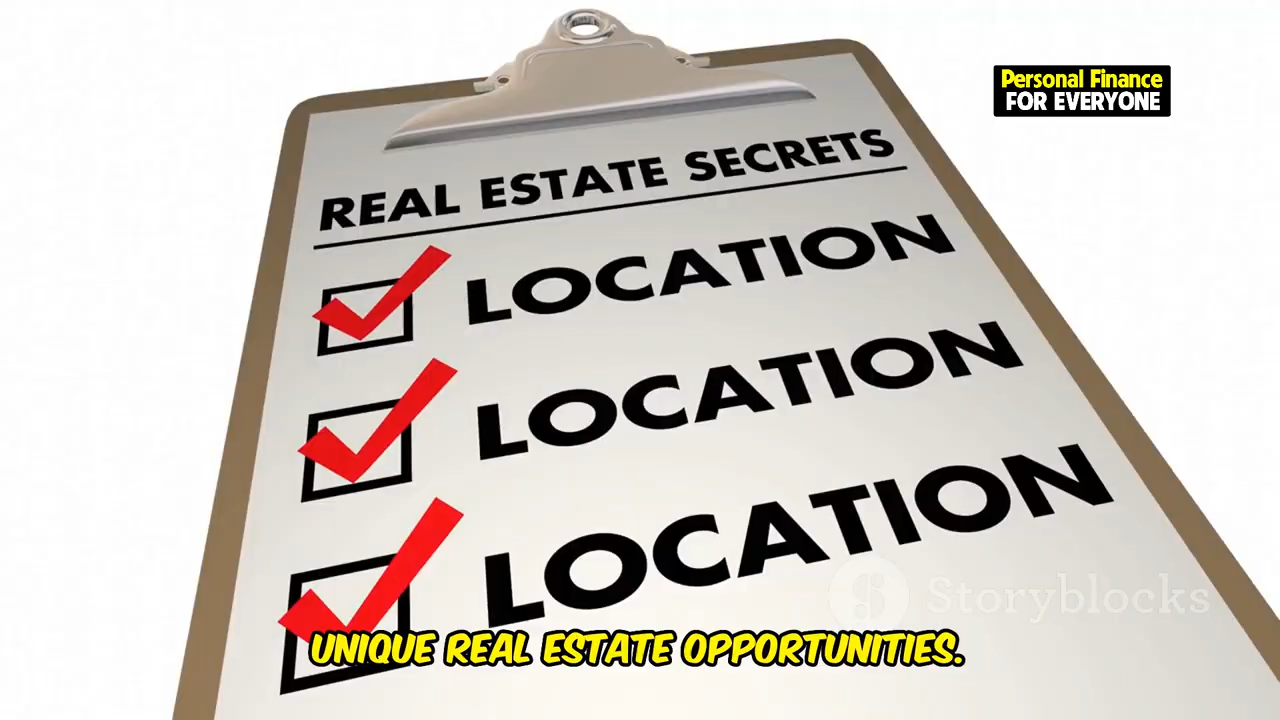 Personal Finance
FOR EVERYONE
REAL ESTATE SECRETS
LOCATION
LOCATION
LOCATION
Storyblocks
UNIQUE REAL ESTATE OPPORTUNITIES.